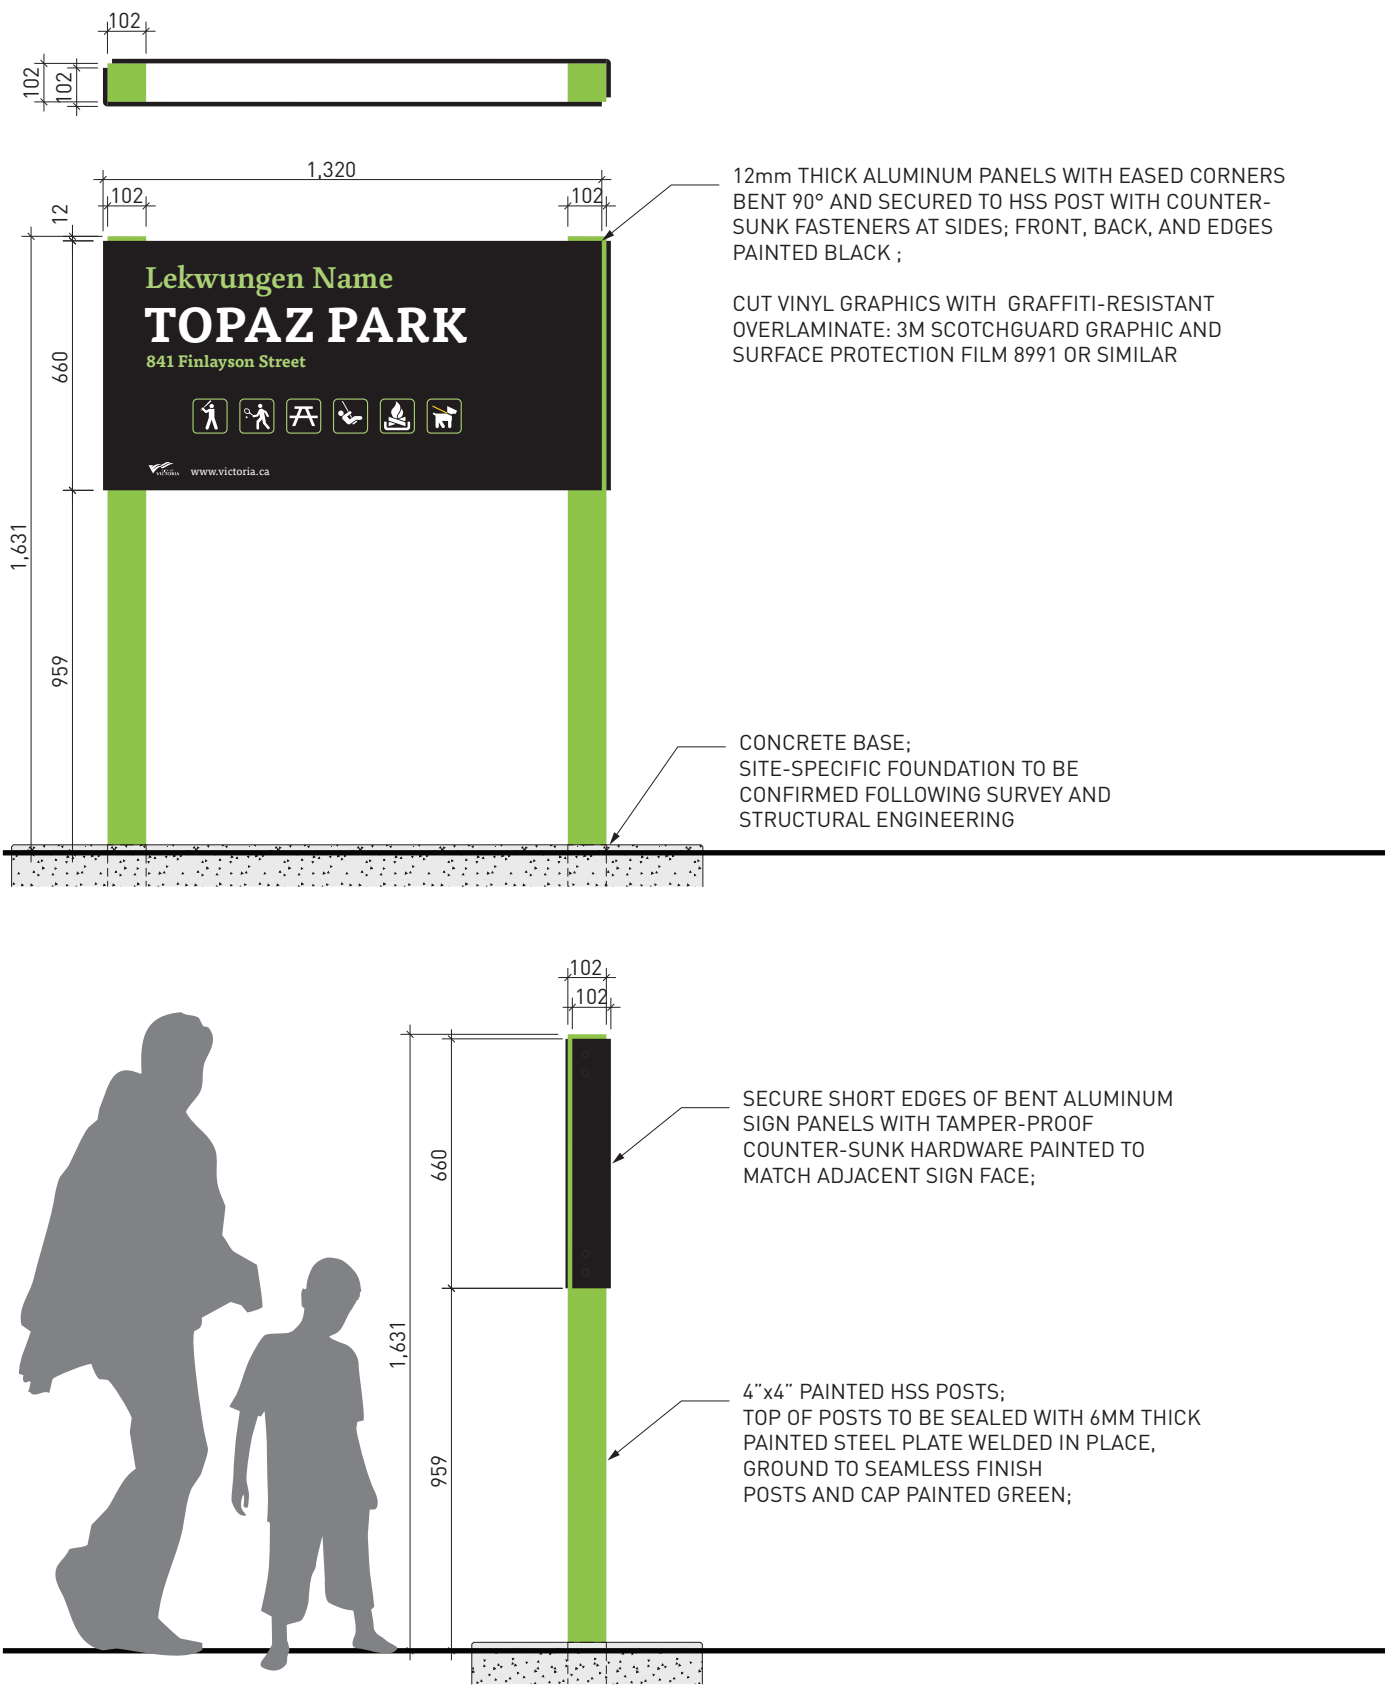 102
102
102
1,320
102
102
12
660
1,631
959
Lekwungen Name
TOPAZ PARK
841 Finlayson Street
VICTORIA
www.victoria.ca
12mm THICK ALUMINUM PANELS WITH EASED CORNERS
BENT 90° AND SECURED TO HSS POST WITH COUNTER-
SUNK FASTENERS AT SIDES; FRONT, BACK, AND EDGES
PAINTED BLACK ;
CUT VINYL GRAPHICS WITH GRAFFITI-RESISTANT
OVERLAMINATE: 3M SCOTCHGUARD GRAPHIC AND
SURFACE PROTECTION FILM 8991 OR SIMILAR
CONCRETE BASE;
SITE-SPECIFIC FOUNDATION TO BE
CONFIRMED FOLLOWING SURVEY AND
STRUCTURAL ENGINEERING
102
102
660
1,631
959
SECURE SHORT EDGES OF BENT ALUMINUM
SIGN PANELS WITH TAMPER-PROOF
COUNTER-SUNK HARDWARE PAINTED TO
MATCH ADJACENT SIGN FACE;
4”x4” PAINTED HSS POSTS;
TOP OF POSTS TO BE SEALED WITH 6MM THICK
PAINTED STEEL PLATE WELDED IN PLACE,
GROUND TO SEAMLESS FINISH
POSTS AND CAP PAINTED GREEN;